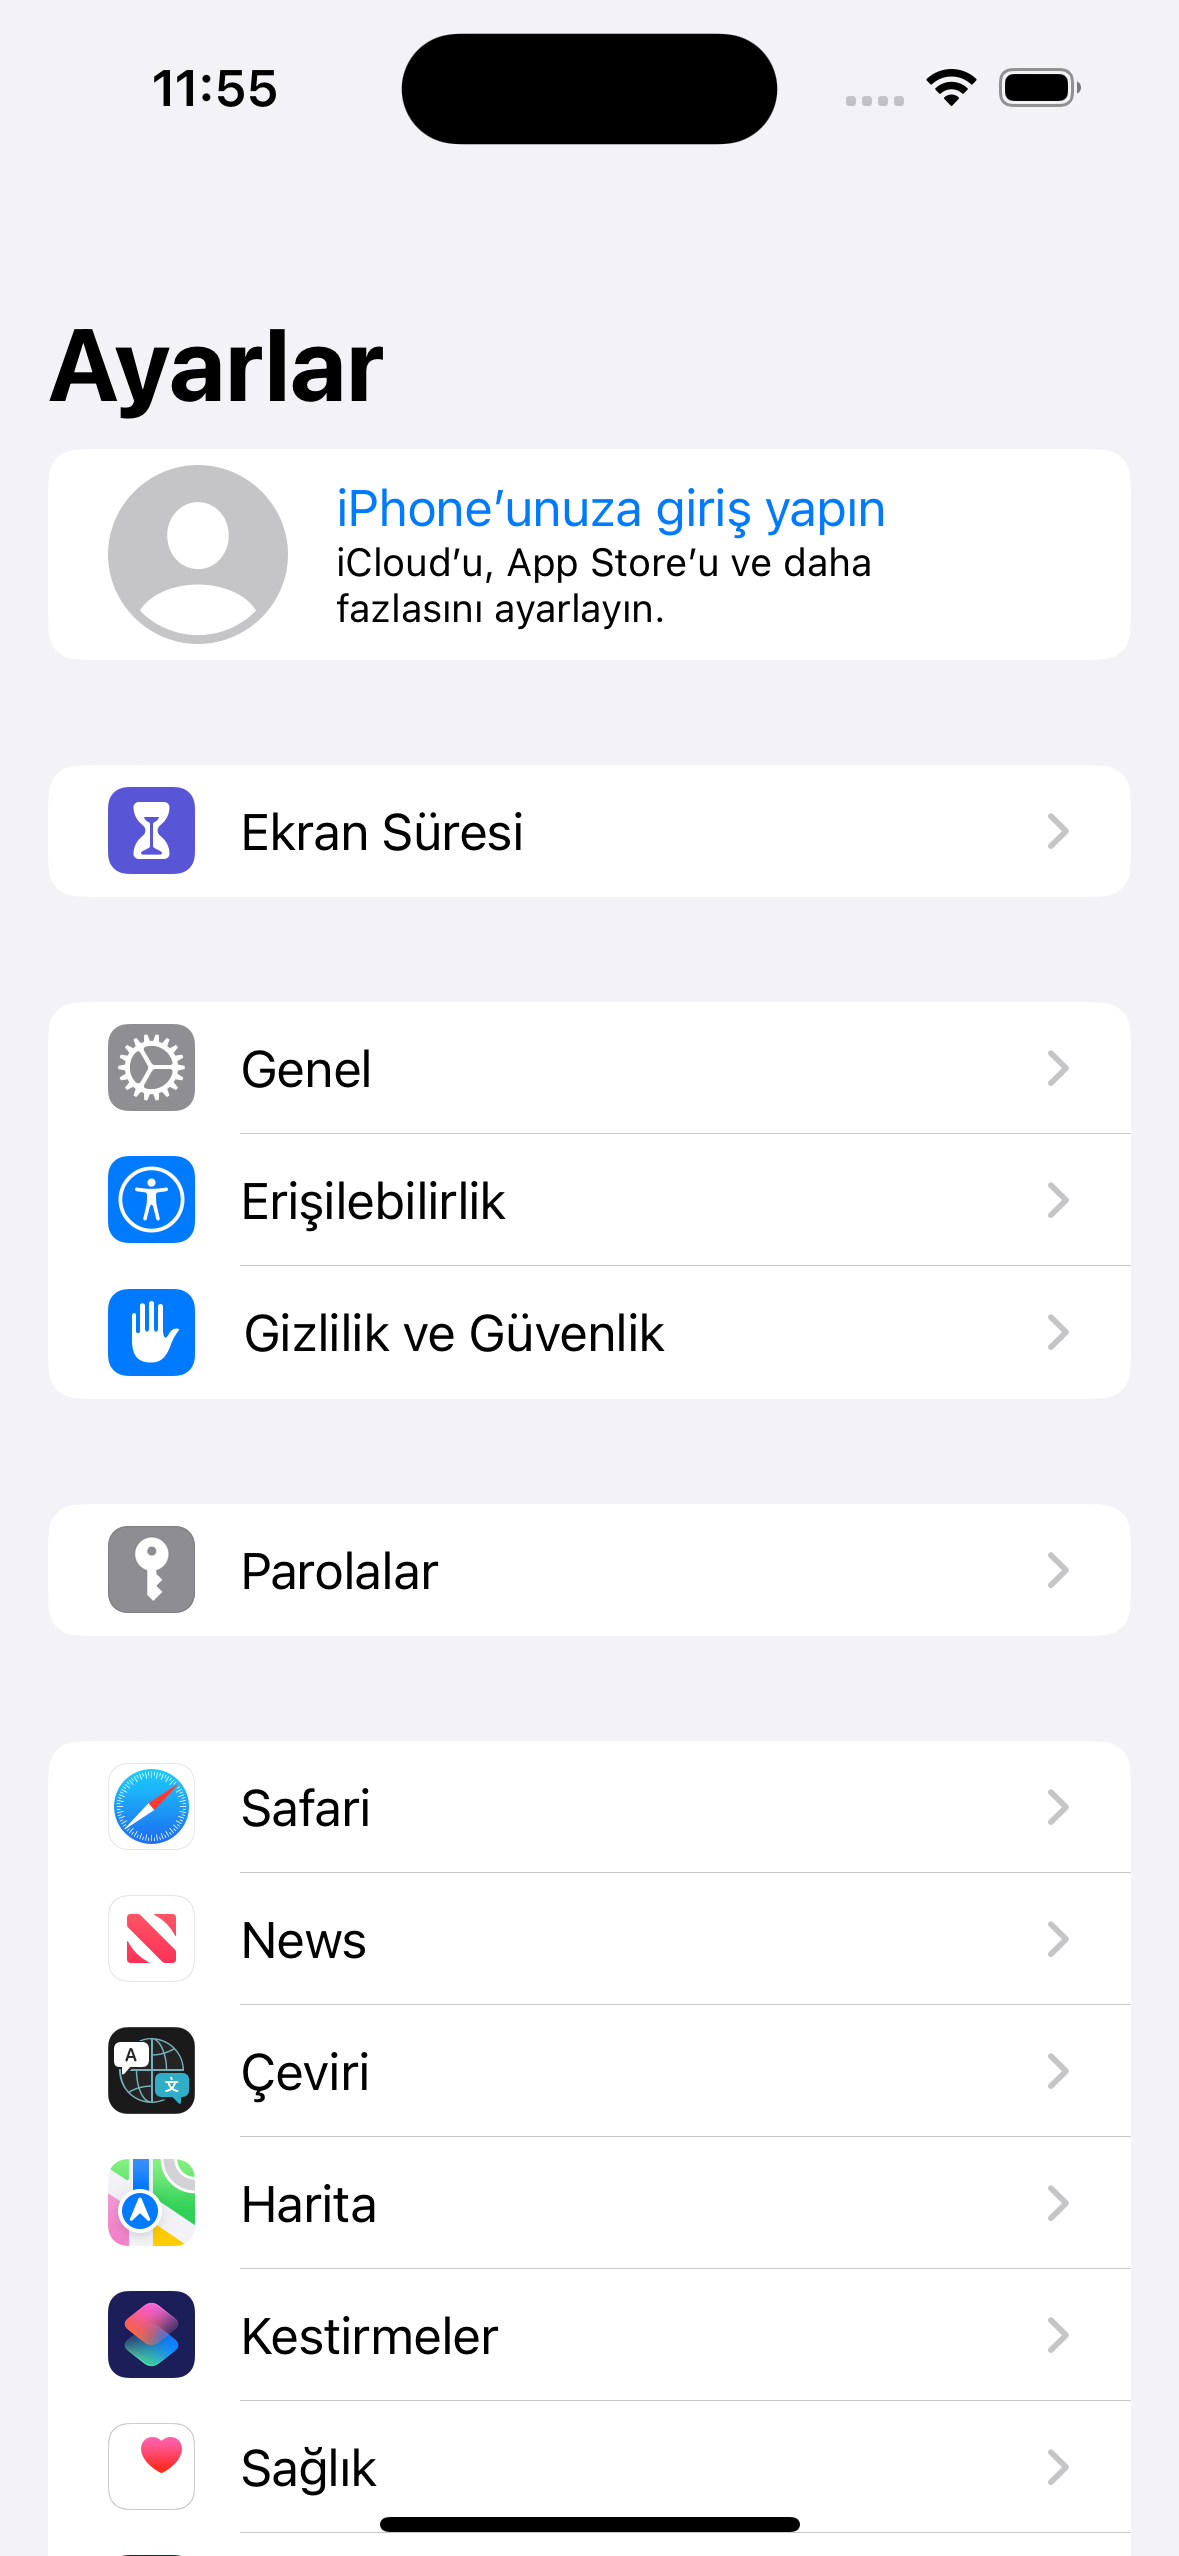 11:55
Ayarlar
iPhone’unuza giriş yapın
iCloud’u, App Store’u ve daha
fazlasını ayarlayın.
Ekran Süresi
Genel
Erişilebilirlik
Gizlilik ve Güvenlik
Parolalar
Safari
News
A
文
Çeviri
Harita
Kestirmeler
Sağlık